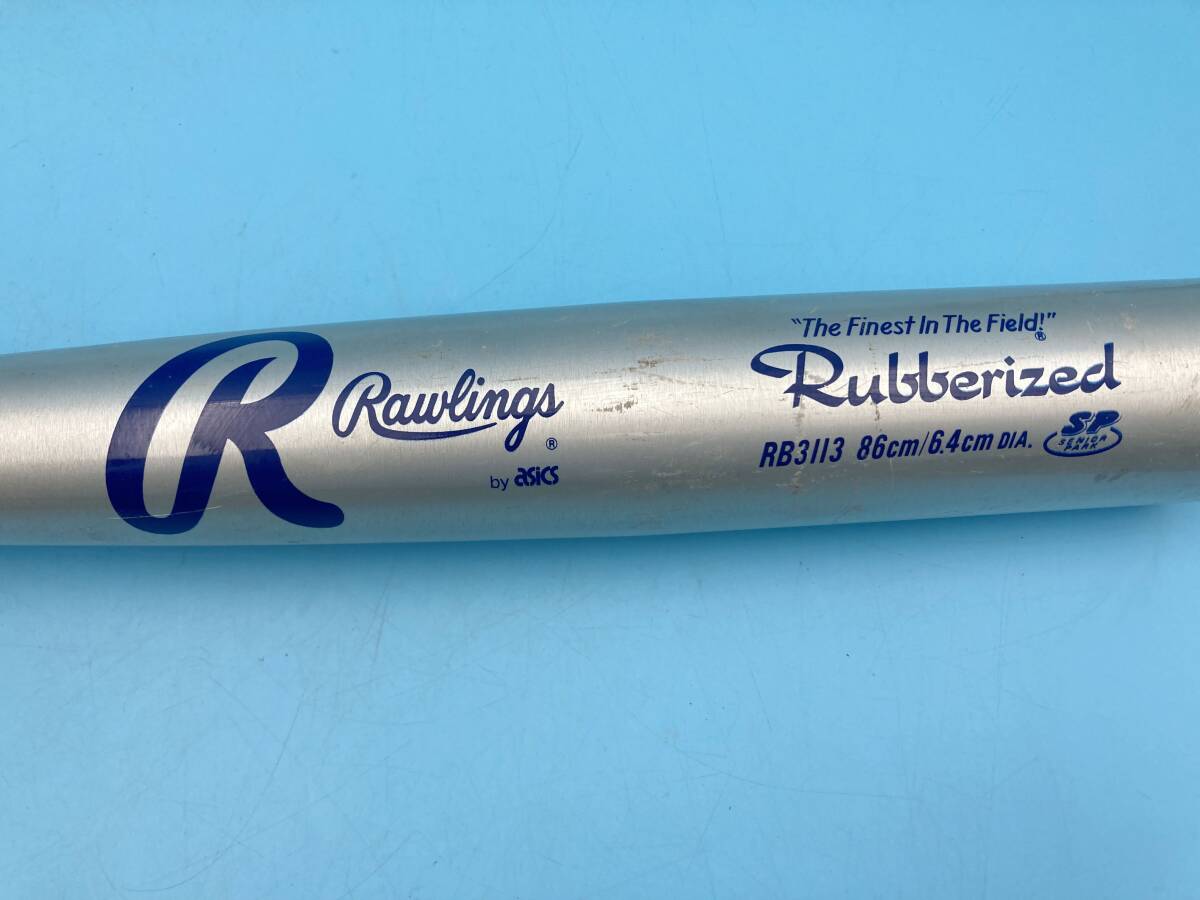 R
Rawlings®
by asics
"The Finest In The Field!"®
Rubberized
RB3113 86cm/6.4cm DIA.
SP
SENIOR
PARK